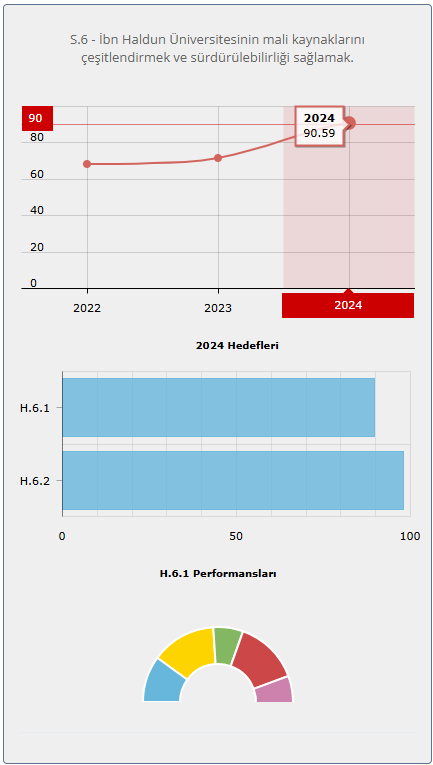 S.6 - İbn Haldun Üniversitesinin mali kaynaklarını
çeşitlendirmek ve sürdürülebilirliği sağlamak.
90
2024
90.59
80
60
40
20
0
2022
2023
2024
2024 Hedefleri
H.6.1
H.6.2
0
50
100
H.6.1 Performansları